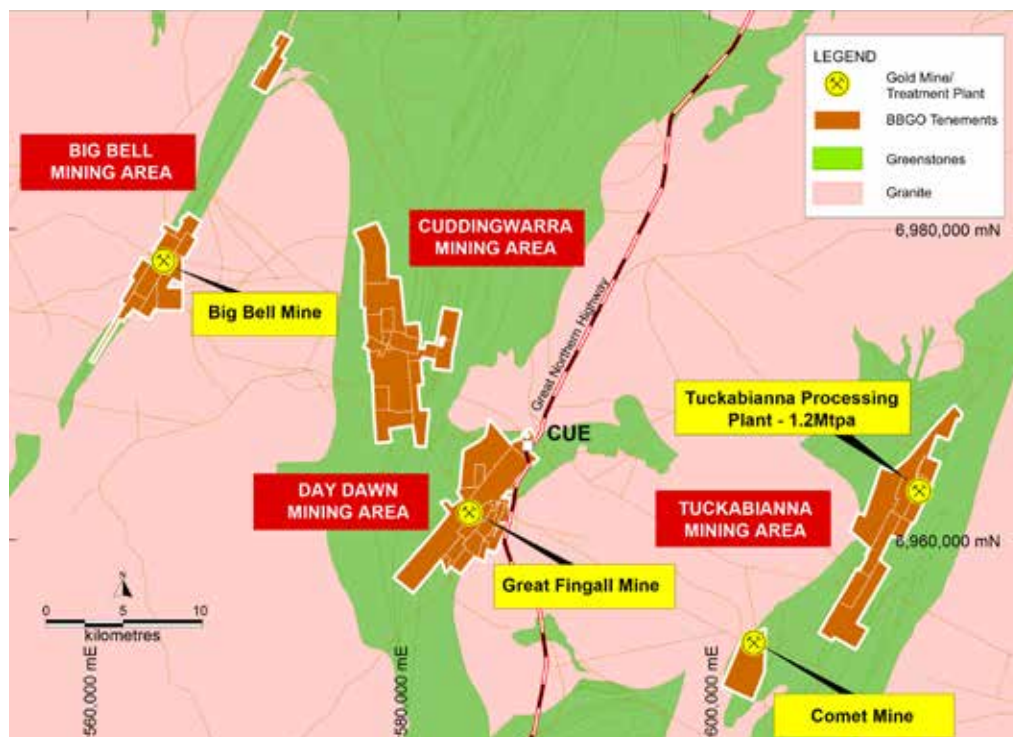 LEGEND
Gold Mine/
Treatment Plant
BBGO Tenements
Greenstones
Granite
BIG BELL
MINING AREA
CUDDINGWARRA
MINING AREA
6,980,000 mN
Big Bell Mine
Great Northern Highway
Tuckabianna Processing
Plant - 1.2Mtpa
CUE
DAY DAWN
MINING AREA
TUCKABIANNA
MINING AREA
6,960,000 mN
Great Fingall Mine
N
0 5 10
kilometres
560,000 mE
580,000 mE
600,000 mE
Comet Mine